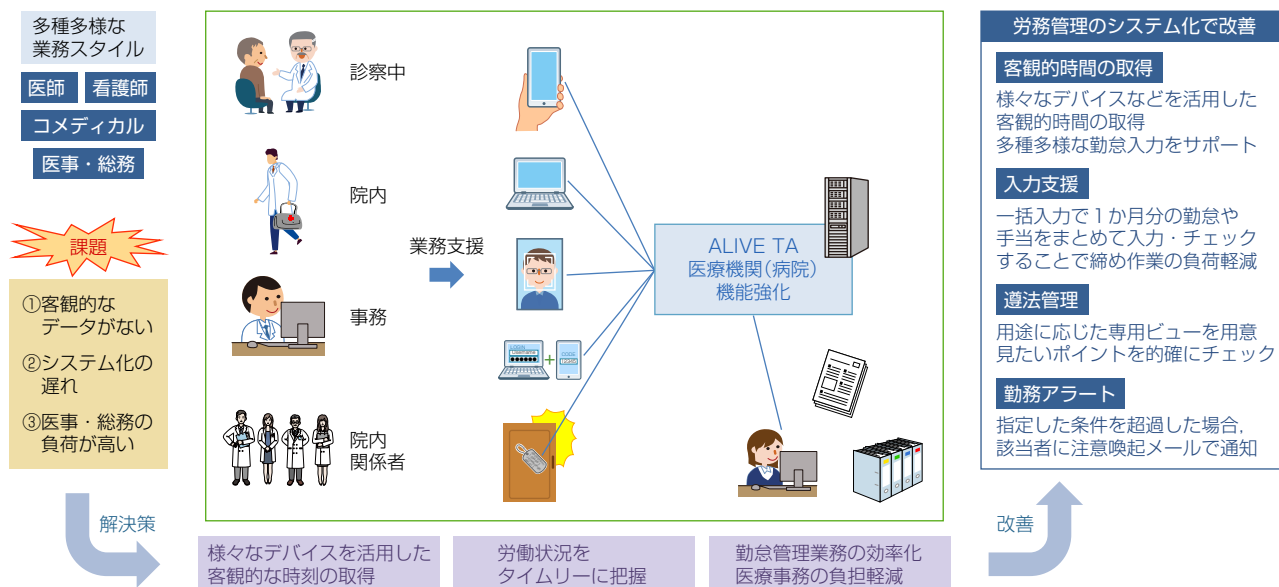 多種多様な
業務スタイル
医師
看護師
コメディカル
医事・総務
課題
①客観的な
データがない
②システム化の
遅れ
③医事・総務の
負荷が高い
解決策
診察中
院内
事務
院内
関係者
業務支援
LOGIN
Username
CODE
ALIVE TA
医療機関(病院)
機能強化
様々なデバイスを活用した
客観的な時刻の取得
労働状況を
タイムリーに把握
勤怠管理業務の効率化
医療事務の負担軽減
改善
労務管理のシステム化で改善
客観的時間の取得
様々なデバイスなどを活用した
客観的時間の取得
多種多様な勤怠入力をサポート
入力支援
一括入力で1か月分の勤怠や
手当をまとめて入力・チェック
することで締め作業の負荷軽減
遵法管理
用途に応じた専用ビューを用意
見たいポイントを的確にチェック
勤務アラート
指定した条件を超過した場合,
該当者に注意喚起メールで通知